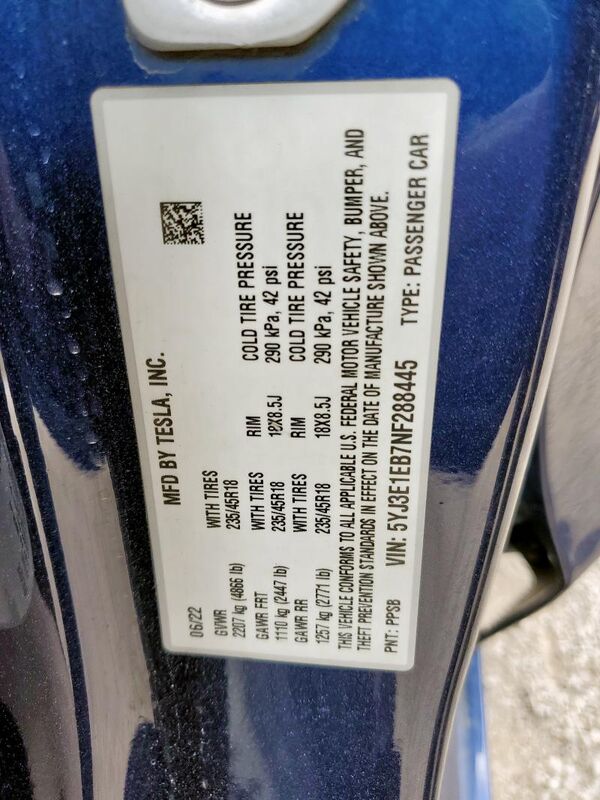 MFD BY TESLA, INC.
06/22
GVWR WITH TIRES
2207 kg (4866 lb) 235/45R18
GAWR FRT WITH TIRES RIM COLD TIRE PRESSURE
1110 kg (2447 lb) 235/45R18 18X8.5J 290 kPa, 42 psi
GAWR RR WITH TIRES RIM COLD TIRE PRESSURE
1257 kg (2771 lb) 235/45R18 18X8.5J 290 kPa, 42 psi
THIS VEHICLE CONFORMS TO ALL APPLICABLE U.S. FEDERAL MOTOR VEHICLE SAFETY, BUMPER, AND
THEFT PREVENTION STANDARDS IN EFFECT ON THE DATE OF MANUFACTURE SHOWN ABOVE.
PNT: PPSB VIN: 5YJ3E1EB7NF288445 TYPE: PASSENGER CAR